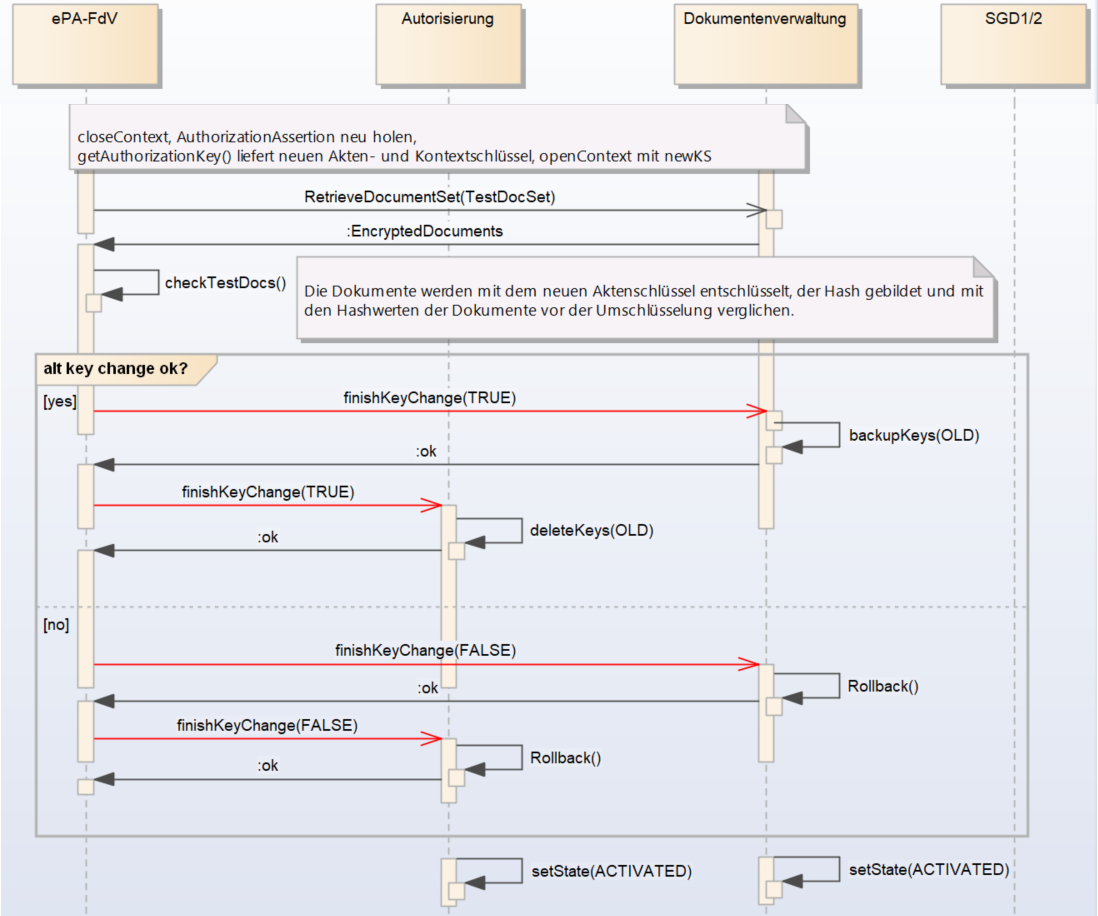 ePA-FdV
Autorisierung
Dokumentenverwaltung
SGD1/2
closeContext, AuthorizationAssertion neu holen,
getAuthorizationKey() liefert neuen Akten- und Kontextschlüssel, openContext mit newKS
RetrieveDocumentSet(TestDocSet)
:EncryptedDocuments
checkTestDocs()
Die Dokumente werden mit dem neuen Aktenschlüssel entschlüsselt, der Hash gebildet und mit
den Hashwerten der Dokumente vor der Umschlüsselung verglichen.
alt key change ok?
[yes]
finishKeyChange(TRUE)
backupKeys(OLD)
:ok
finishKeyChange(TRUE)
deleteKeys(OLD)
:ok
[no]
finishKeyChange(FALSE)
Rollback()
:ok
finishKeyChange(FALSE)
Rollback()
:ok
setState(ACTIVATED)
setState(ACTIVATED)